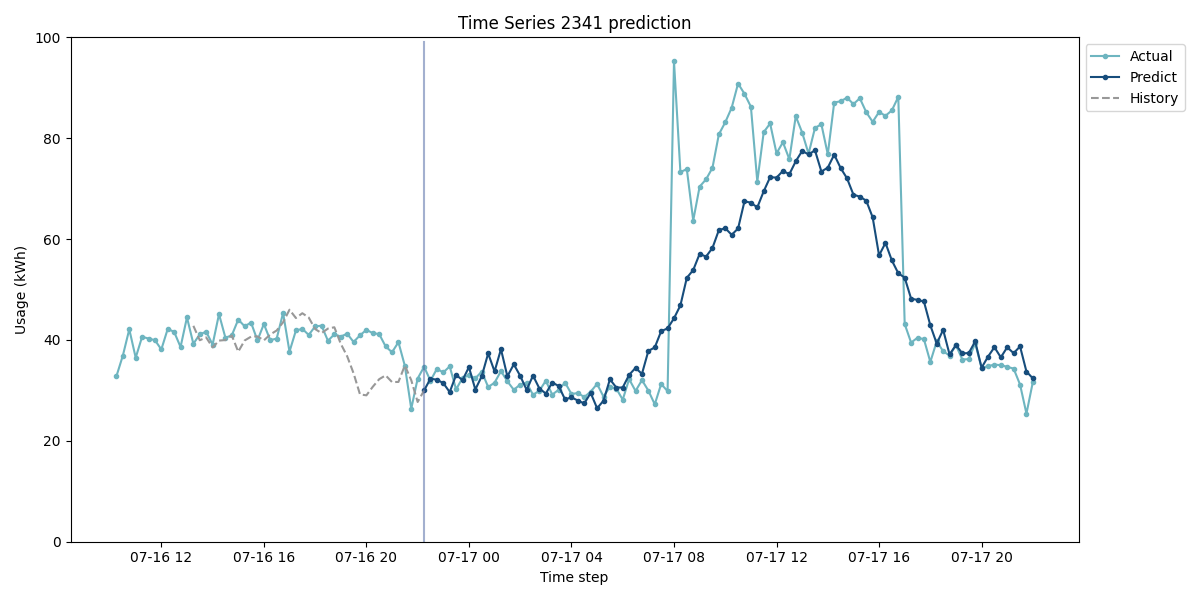 Time Series 2341 prediction
100
80
60
40
20
0
Usage (kWh)
07-16 12
07-16 16
07-16 20
07-17 00
07-17 04
07-17 08
07-17 12
07-17 16
07-17 20
Time step
Actual
Predict
History